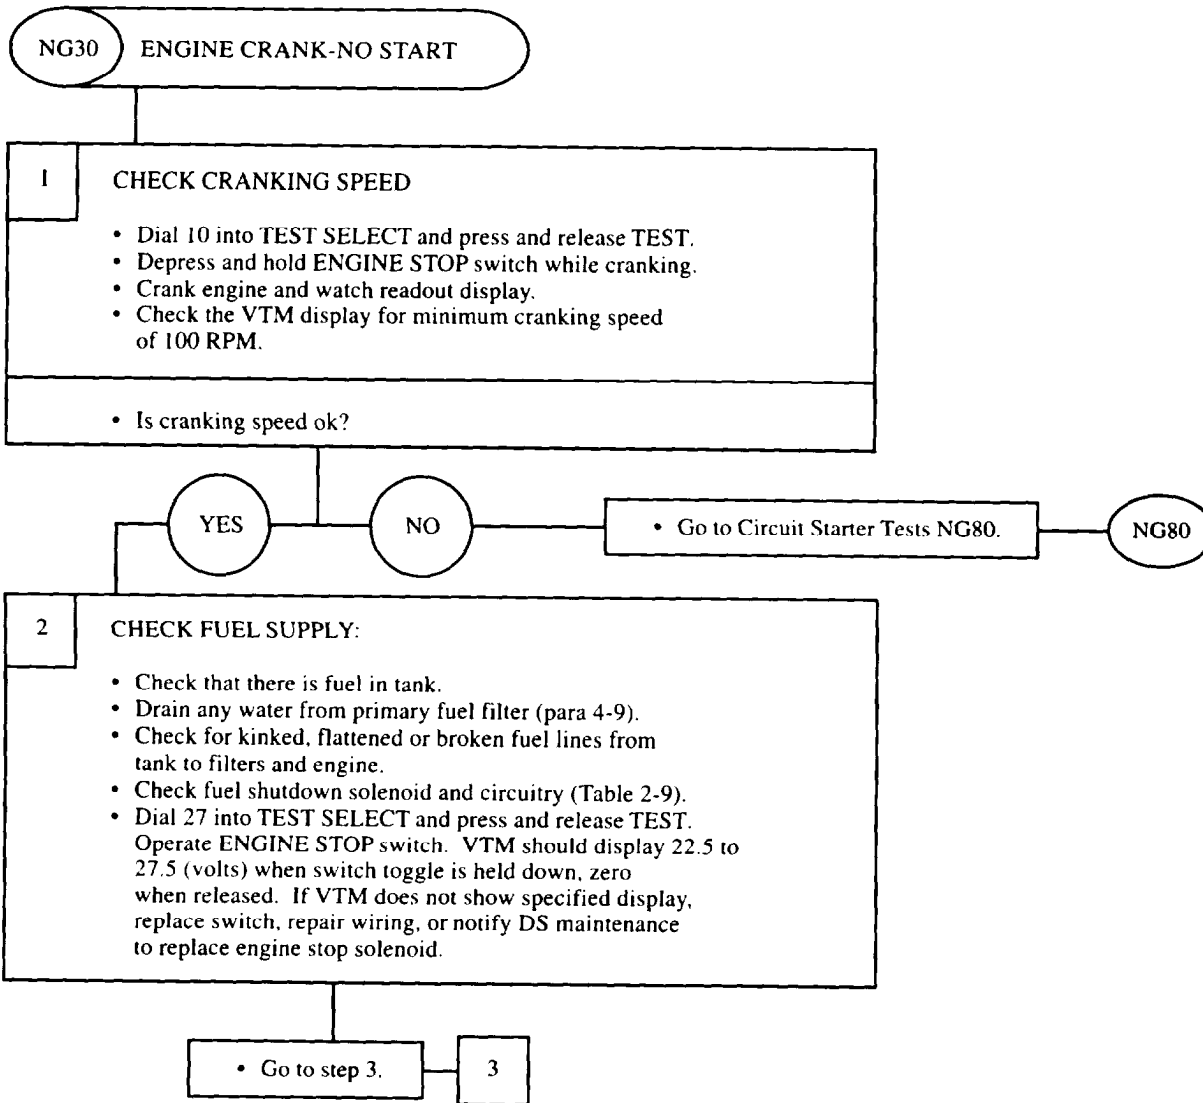 NG30 ENGINE CRANK-NO START
1 CHECK CRANKING SPEED
• Dial 10 into TEST SELECT and press and release TEST.
• Depress and hold ENGINE STOP switch while cranking.
• Crank engine and watch readout display.
• Check the VTM display for minimum cranking speed
of 100 RPM.
• Is cranking speed ok?
YES NO • Go to Circuit Starter Tests NG80. NG80
2 CHECK FUEL SUPPLY:
• Check that there is fuel in tank.
• Drain any water from primary fuel filter (para 4-9).
• Check for kinked, flattened or broken fuel lines from
tank to filters and engine.
• Check fuel shutdown solenoid and circuitry (Table 2-9).
• Dial 27 into TEST SELECT and press and release TEST.
Operate ENGINE STOP switch. VTM should display 22.5 to
27.5 (volts) when switch toggle is held down, zero
when released. If VTM does not show specified display,
replace switch, repair wiring, or notify DS maintenance
to replace engine stop solenoid.
• Go to step 3. 3